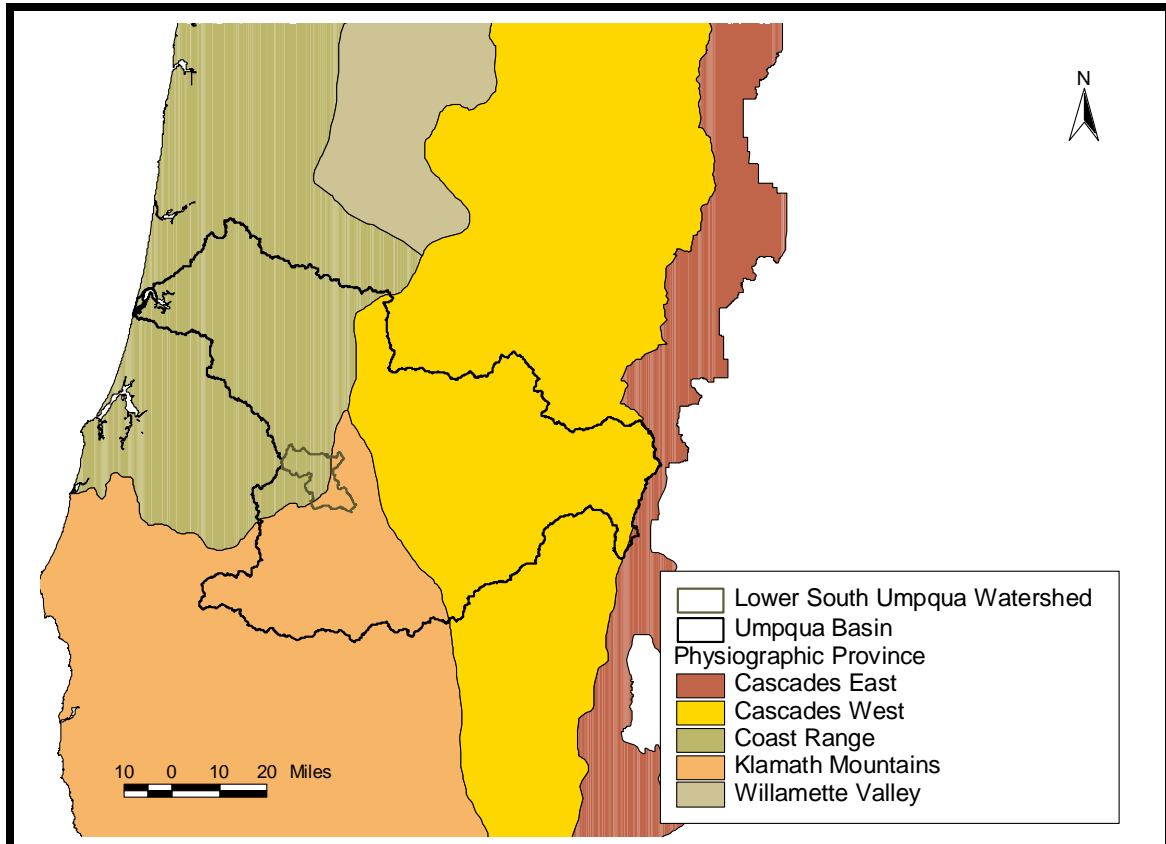 N
Lower South Umpqua Watershed
Umpqua Basin
Physiographic Province
Cascades East
Cascades West
Coast Range
Klamath Mountains
Willamette Valley
10 0 10 20 Miles